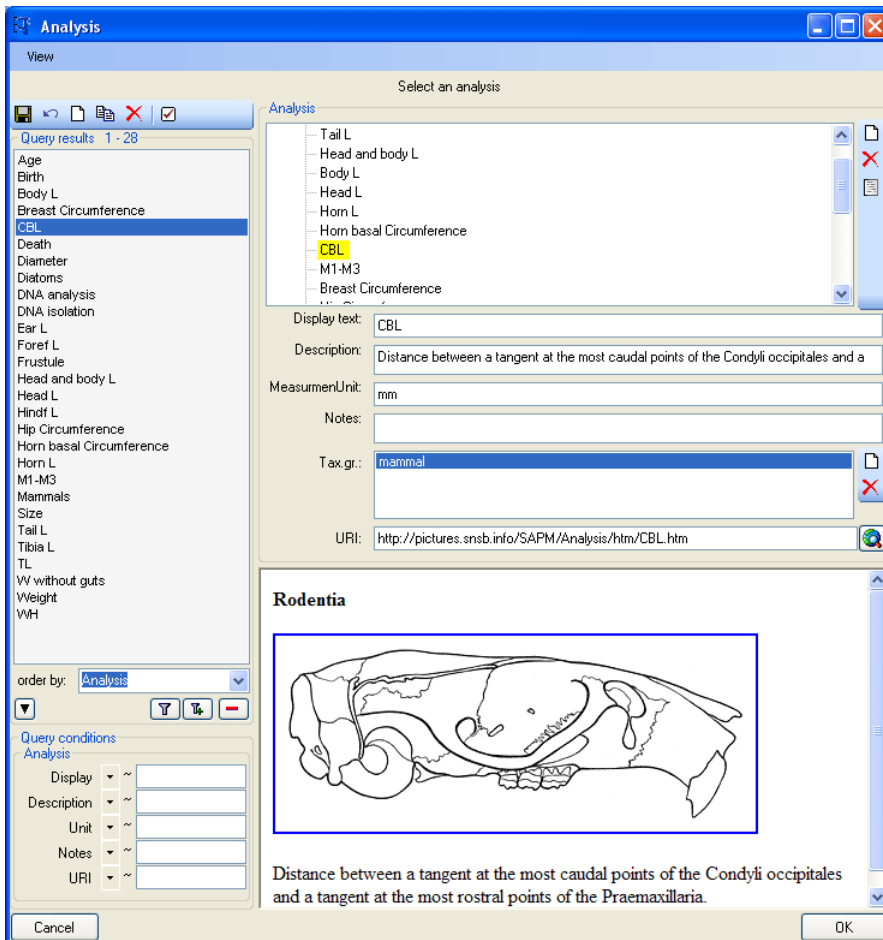 Analysis
View
Select an analysis
Query results 1 - 28
Age
Birth
Body L
Breast Circumference
CBL
Death
Diameter
Diatoms
DNA analysis
DNA isolation
Ear L
Foref L
Frustule
Head and body L
Head L
Hindf L
Hip Circumference
Horn basal Circumference
Horn L
M1-M3
Mammals
Size
Tail L
Tibia L
TL
W without guts
Weight
WH
order by: Analysis
Query conditions
Analysis
Display ~
Description ~
Unit ~
Notes ~
URI ~
Analysis
Tail L
Head and body L
Body L
Head L
Horn L
Horn basal Circumference
CBL
M1-M3
Breast Circumference
Display text: CBL
Description: Distance between a tangent at the most caudal points of the Condyli occipitales and a
MeasurmenUnit: mm
Notes:
Tax.gr.: mammal
URI: http://pictures.snsb.info/SAPM/Analysis/htm/CBL.htm
Rodentia
Distance between a tangent at the most caudal points of the Condyli occipitales
and a tangent at the most rostral points of the Praemaxillaria.
Cancel
OK